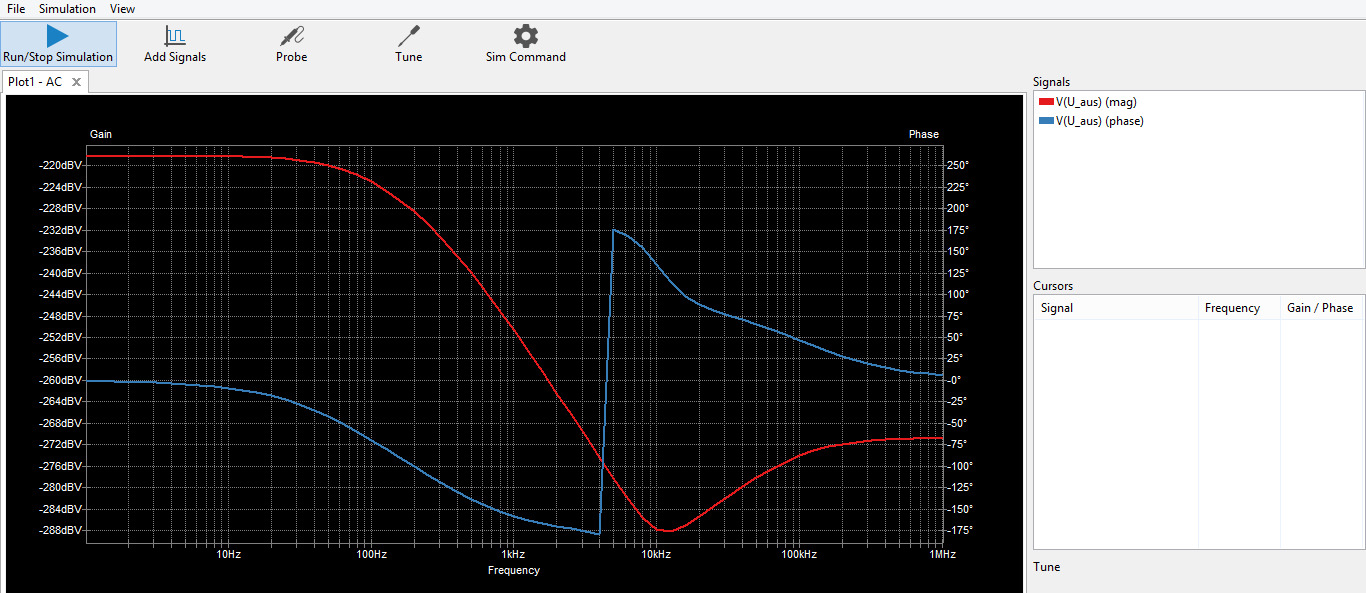 File Simulation View
Run/Stop Simulation Add Signals Probe Tune Sim Command
Plot1 - AC
Gain Phase
-220dBV 250°
-224dBV 225°
-228dBV 200°
-232dBV 175°
-236dBV 150°
-240dBV 125°
-244dBV 100°
-248dBV 75°
-252dBV 50°
-256dBV 25°
-260dBV -0°
-264dBV -25°
-268dBV -50°
-272dBV -75°
-276dBV -100°
-280dBV -125°
-284dBV -150°
-288dBV -175°
10Hz 100Hz 1kHz 10kHz 100kHz 1MHz
Frequency
Signals
V(U_aus) (mag)
V(U_aus) (phase)
Cursors
Signal Frequency Gain / Phase
Tune